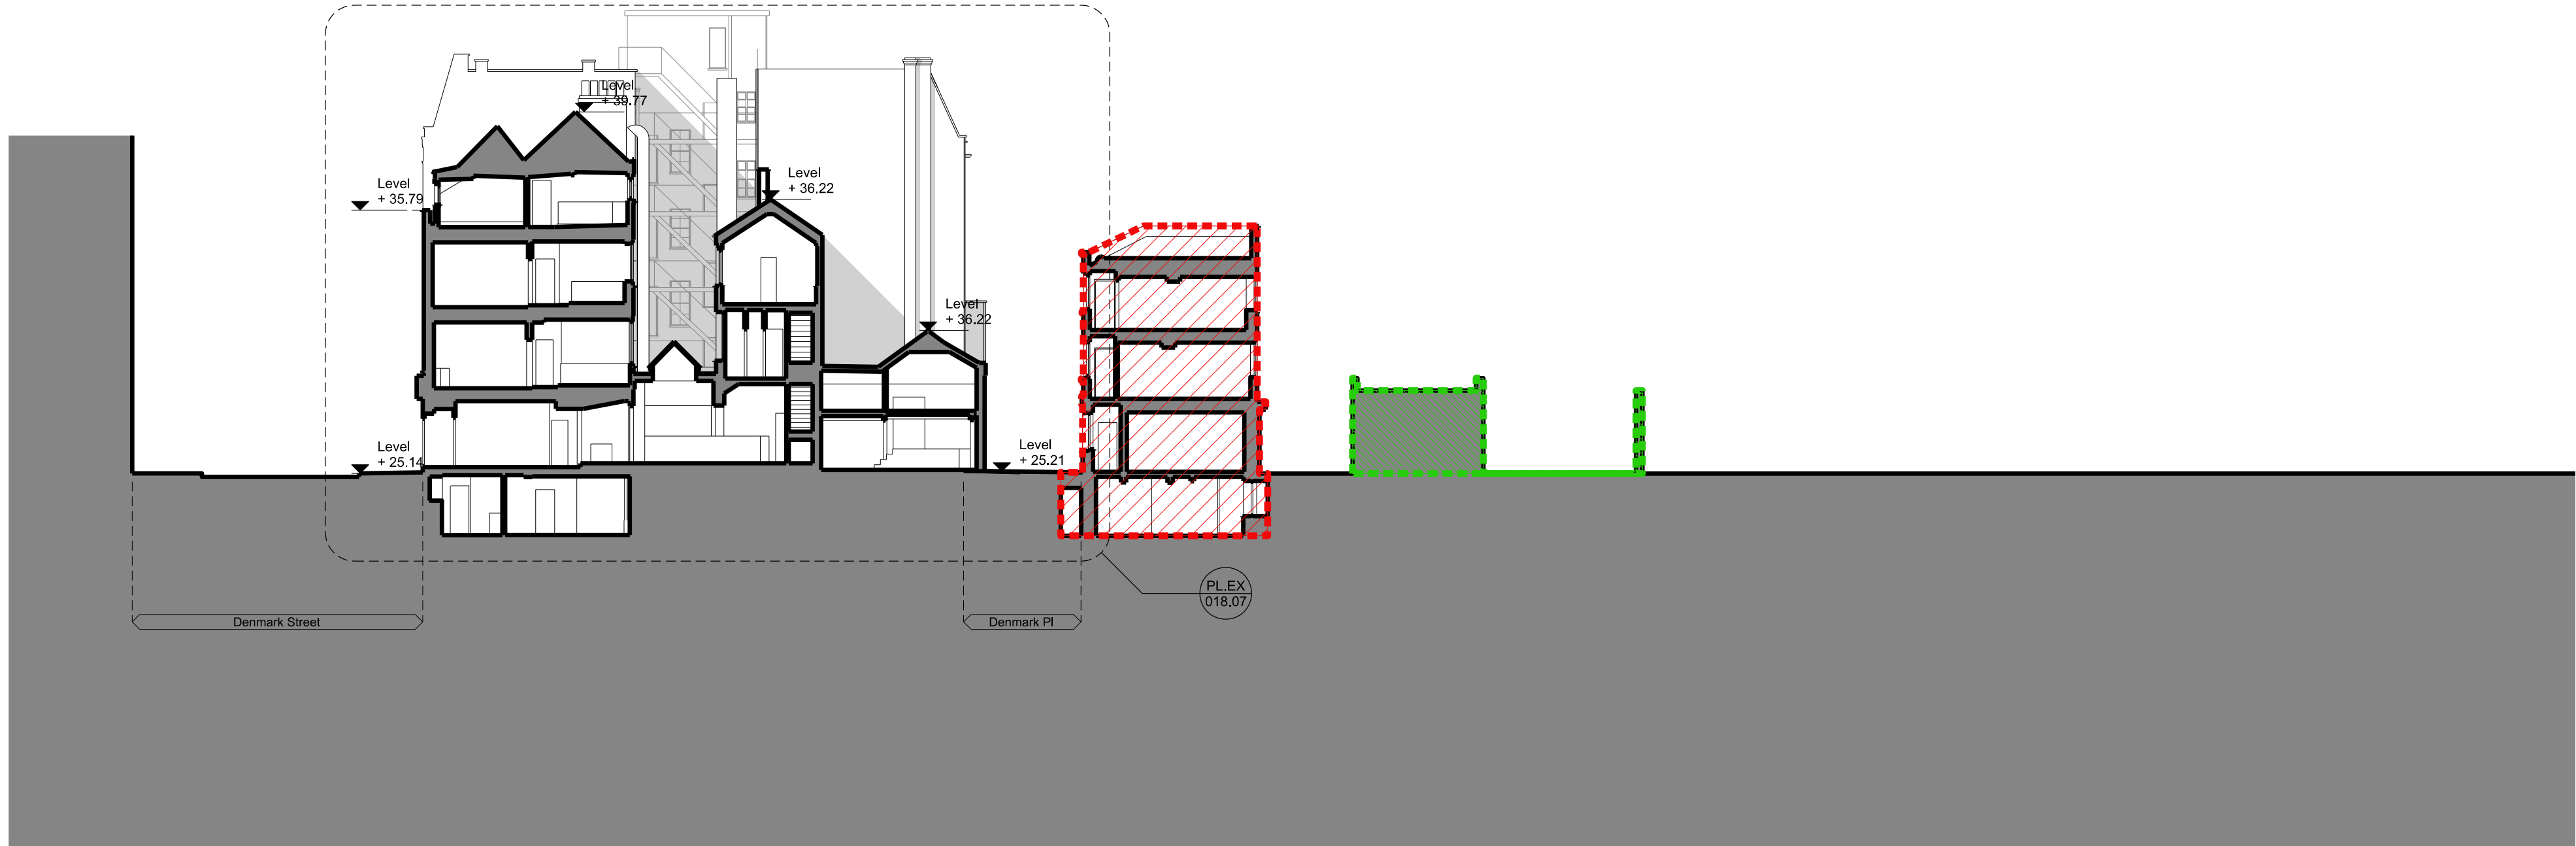 Level
+ 39.77
Level
+ 36.22
Level
+ 35.79
Level
+ 36.22
Level
+ 25.14
Level
+ 25.21
PL.EX
018.07
Denmark Street
Denmark Pl